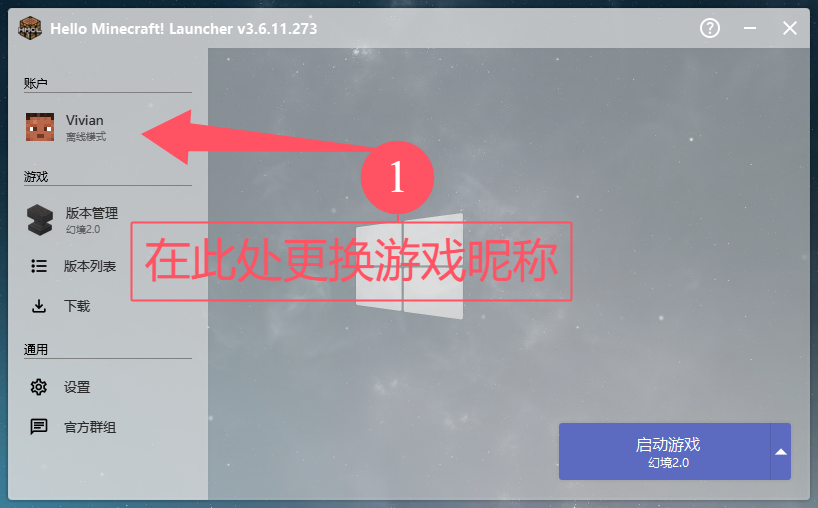 HMCL
Hello Minecraft! Launcher v3.6.11.273
账户
Vivian
离线模式
游戏
版本管理
幻境2.0
版本列表
下载
通用
设置
官方群组
1
在此处更换游戏昵称
启动游戏
幻境2.0